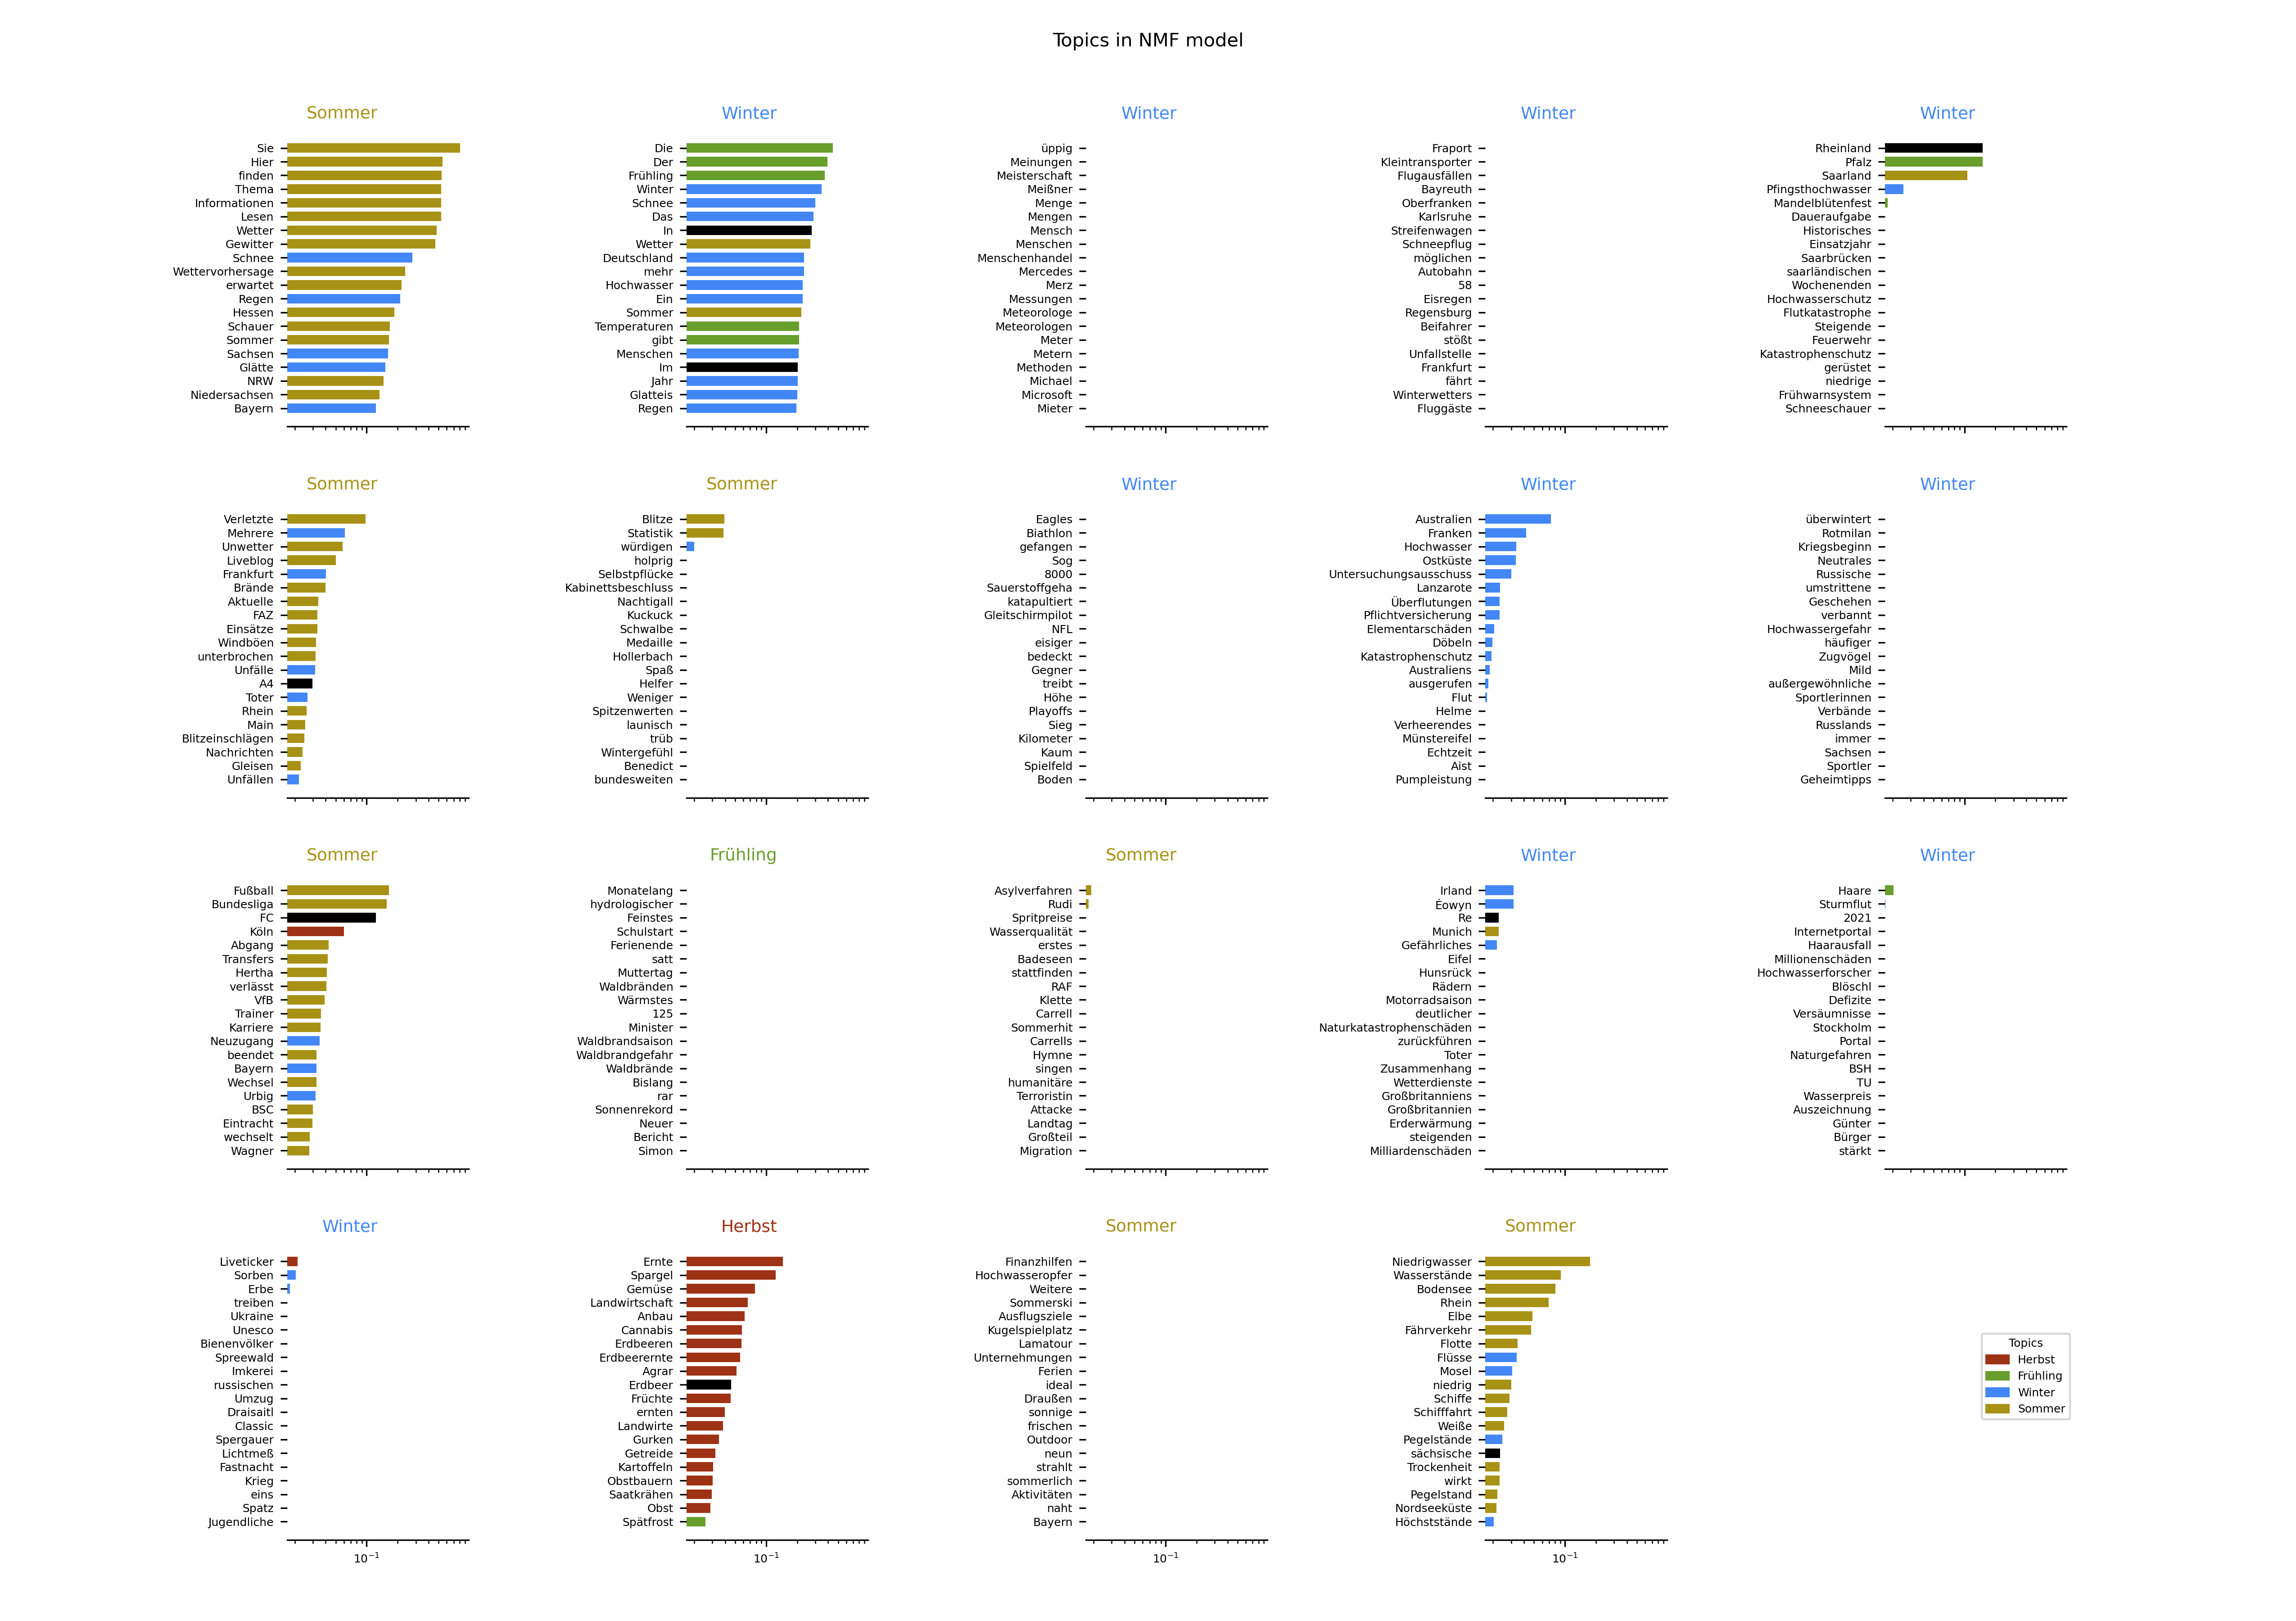 Topics in NMF model
Sommer
Sie
Hier
finden
Thema
Informationen
Lesen
Wetter
Gewitter
Schnee
Wettervorhersage
erwartet
Regen
Hessen
Schauer
Sommer
Sachsen
Glätte
NRW
Niedersachsen
Bayern
Winter
Die
Der
Frühling
Winter
Schnee
Das
In
Wetter
Deutschland
mehr
Hochwasser
Ein
Sommer
Temperaturen
gibt
Menschen
Im
Jahr
Glatteis
Regen
Winter
üppig
Meinungen
Meisterschaft
Meißner
Menge
Mengen
Mensch
Menschen
Menschenhandel
Mercedes
Merz
Messungen
Meteorologe
Meteorologen
Meter
Metern
Methoden
Michael
Microsoft
Mieter
Winter
Fraport
Kleintransporter
Flugausfällen
Bayreuth
Oberfranken
Karlsruhe
Streifenwagen
Schneepflug
möglichen
Autobahn
58
Eisregen
Regensburg
Beifahrer
stößt
Unfallstelle
Frankfurt
fährt
Winterwetters
Fluggäste
Winter
Rheinland
Pfalz
Saarland
Pfingsthochwasser
Mandelblütenfest
Daueraufgabe
Historisches
Einsatzjahr
Saarbrücken
saarländischen
Wochenenden
Hochwasserschutz
Flutkatastrophe
Steigende
Feuerwehr
Katastrophenschutz
gerüstet
niedrige
Frühwarnsystem
Schneeschauer
Sommer
Verletzte
Mehrere
Unwetter
Liveblog
Frankfurt
Brände
Aktuelle
FAZ
Einsätze
Windböen
unterbrochen
Unfälle
A4
Toter
Rhein
Main
Blitzeinschlägen
Nachrichten
Gleisen
Unfällen
Sommer
Blitze
Statistik
würdigen
holprig
Selbstpflücke
Kabinettsbeschluss
Nachtigall
Kuckuck
Schwalbe
Medaille
Hollerbach
Spaß
Helfer
Weniger
Spitzenwerten
launisch
trüb
Wintergefühl
Benedict
bundesweiten
Winter
Eagles
Biathlon
gefangen
Sog
8000
Sauerstoffgeha
katapultiert
Gleitschirmpilot
NFL
eisiger
bedeckt
Gegner
treibt
Höhe
Playoffs
Sieg
Kilometer
Kaum
Spielfeld
Boden
Winter
Australien
Franken
Hochwasser
Ostküste
Untersuchungsausschuss
Lanzarote
Überflutungen
Pflichtversicherung
Elementarschäden
Döbeln
Katastrophenschutz
Australiens
ausgerufen
Flut
Helme
Verheerendes
Münstereifel
Echtzeit
Aist
Pumpleistung
Winter
überwintert
Rotmilan
Kriegsbeginn
Neutrales
Russische
umstrittene
Geschehen
verbannt
Hochwassergefahr
häufiger
Zugvögel
Mild
außergewöhnliche
Sportlerinnen
Verbände
Russlands
immer
Sachsen
Sportler
Geheimtipps
Sommer
Fußball
Bundesliga
FC
Köln
Abgang
Transfers
Hertha
verlässt
VfB
Trainer
Karriere
Neuzugang
beendet
Bayern
Wechsel
Urbig
BSC
Eintracht
wechselt
Wagner
Frühling
Monatelang
hydrologischer
Feinstes
Schulstart
Ferienende
satt
Muttertag
Waldbränden
Wärmstes
125
Minister
Waldbrandsaison
Waldbrandgefahr
Waldbrände
Bislang
rar
Sonnenrekord
Neuer
Bericht
Simon
Sommer
Asylverfahren
Rudi
Spritpreise
Wasserqualität
erstes
Badeseen
stattfinden
RAF
Klette
Carrell
Sommerhit
Carrells
Hymne
singen
humanitäre
Terroristin
Attacke
Landtag
Großteil
Migration
Winter
Irland
Éowyn
Re
Munich
Gefährliches
Eifel
Hunsrück
Rädern
Motorradsaison
deutlicher
Naturkatastrophenschäden
zurückführen
Toter
Zusammenhang
Wetterdienste
Großbritanniens
Großbritannien
Erderwärmung
steigenden
Milliardenschäden
Winter
Haare
Sturmflut
2021
Internetportal
Haarausfall
Millionenschäden
Hochwasserforscher
Blöschl
Defizite
Versäumnisse
Stockholm
Portal
Naturgefahren
BSH
TU
Wasserpreis
Auszeichnung
Günter
Bürger
stärkt
Winter
Liveticker
Sorben
Erbe
treiben
Ukraine
Unesco
Bienenvölker
Spreewald
Imkerei
russischen
Umzug
Draisaitl
Classic
Spergauer
Lichtmeß
Fastnacht
Krieg
eins
Spatz
Jugendliche
10⁻¹
Herbst
Ernte
Spargel
Gemüse
Landwirtschaft
Anbau
Cannabis
Erdbeeren
Erdbeerernte
Agrar
Erdbeer
Früchte
ernten
Landwirte
Gurken
Getreide
Kartoffeln
Obstbauern
Saatkrähen
Obst
Spätfrost
10⁻¹
Sommer
Finanzhilfen
Hochwasseropfer
Weitere
Sommerski
Ausflugsziele
Kugelspielplatz
Lamatour
Unternehmungen
Ferien
ideal
Draußen
sonnige
frischen
Outdoor
neun
strahlt
sommerlich
Aktivitäten
naht
Bayern
10⁻¹
Sommer
Niedrigwasser
Wasserstände
Bodensee
Rhein
Elbe
Fährverkehr
Flotte
Flüsse
Mosel
niedrig
Schiffe
Schifffahrt
Weiße
Pegelstände
sächsische
Trockenheit
wirkt
Pegelstand
Nordseeküste
Höchststände
10⁻¹
Topics
Herbst
Frühling
Winter
Sommer